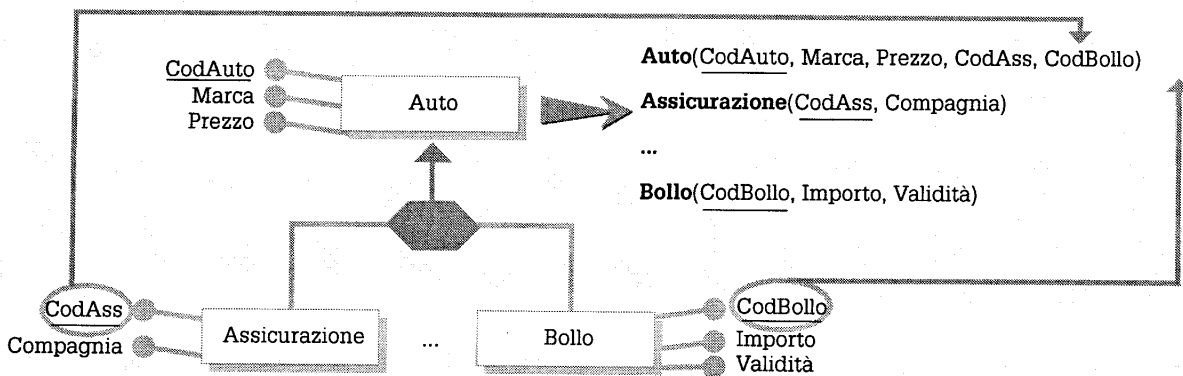 Auto(CodAuto, Marca, Prezzo, CodAss, CodBollo)
CodAuto
Marca
Prezzo
Auto
Assicurazione(CodAss, Compagnia)
...
Bollo(CodBollo, Importo, Validità)
CodAss
Compagnia
Assicurazione
...
Bollo
CodBollo
Importo
Validità